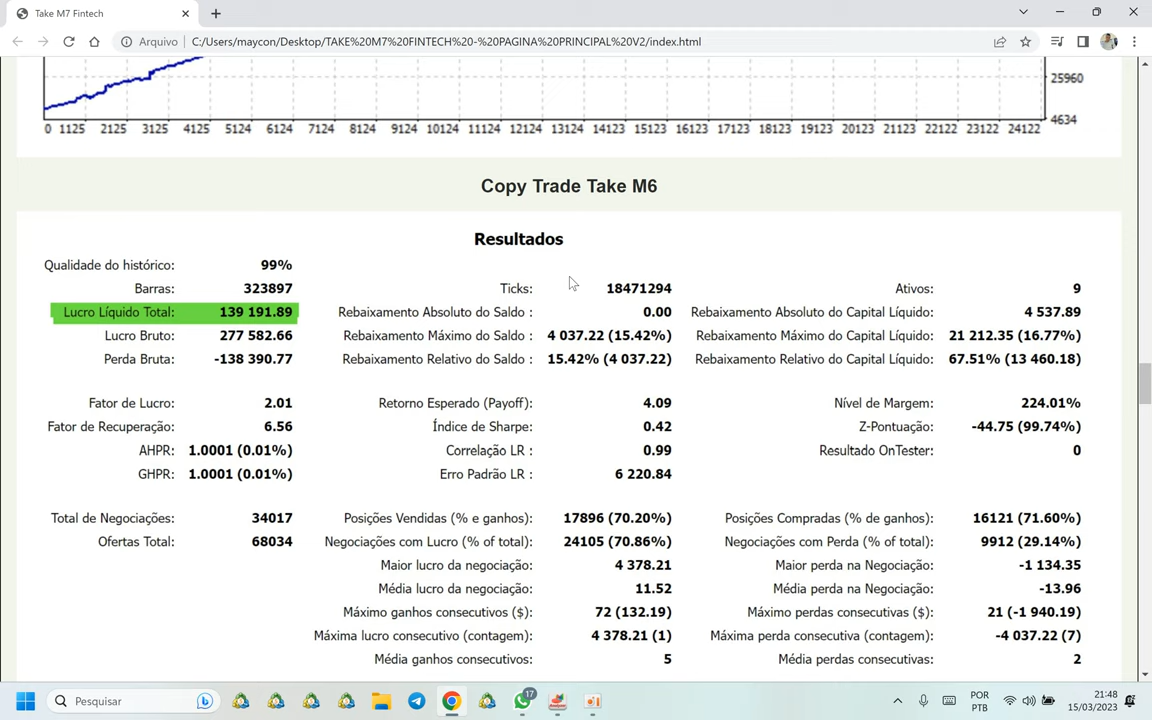 Take M7 Fintech
Arquivo C:/Users/maycon/Desktop/TAKE%20M7%20FINTECH%20-%20PAGINA%20PRINCIPAL%20V2/index.html
25960
4634
0 1125 2125 3125 4125 5124 6124 7124 8124 9124 10124 11124 12124 13124 14123 15123 16123 17123 18123 19123 20123 21123 22122 23122 24122
Copy Trade Take M6
Resultados
Qualidade do histórico: 99%
Barras: 323897 Ticks: 18471294 Ativos: 9
Lucro Líquido Total: 139 191.89 Rebaixamento Absoluto do Saldo : 0.00 Rebaixamento Absoluto do Capital Líquido: 4 537.89
Lucro Bruto: 277 582.66 Rebaixamento Máximo do Saldo : 4 037.22 (15.42%) Rebaixamento Máximo do Capital Líquido: 21 212.35 (16.77%)
Perda Bruta: -138 390.77 Rebaixamento Relativo do Saldo : 15.42% (4 037.22) Rebaixamento Relativo do Capital Líquido: 67.51% (13 460.18)
Fator de Lucro: 2.01 Retorno Esperado (Payoff): 4.09 Nível de Margem: 224.01%
Fator de Recuperação: 6.56 Índice de Sharpe: 0.42 Z-Pontuação: -44.75 (99.74%)
AHPR: 1.0001 (0.01%) Correlação LR : 0.99 Resultado OnTester: 0
GHPR: 1.0001 (0.01%) Erro Padrão LR : 6 220.84
Total de Negociações: 34017 Posições Vendidas (% e ganhos): 17896 (70.20%) Posições Compradas (% de ganhos): 16121 (71.60%)
Ofertas Total: 68034 Negociações com Lucro (% of total): 24105 (70.86%) Negociações com Perda (% of total): 9912 (29.14%)
Maior lucro da negociação: 4 378.21 Maior perda na Negociação: -1 134.35
Média lucro da negociação: 11.52 Média perda na Negociação: -13.96
Máximo ganhos consecutivos ($): 72 (132.19) Máximo perdas consecutivas ($): 21 (-1 940.19)
Máxima lucro consecutivo (contagem): 4 378.21 (1) Máxima perda consecutiva (contagem): -4 037.22 (7)
Média ganhos consecutivos: 5 Média perdas consecutivas: 2
Pesquisar 17 POR PTB 21:48 15/03/2023